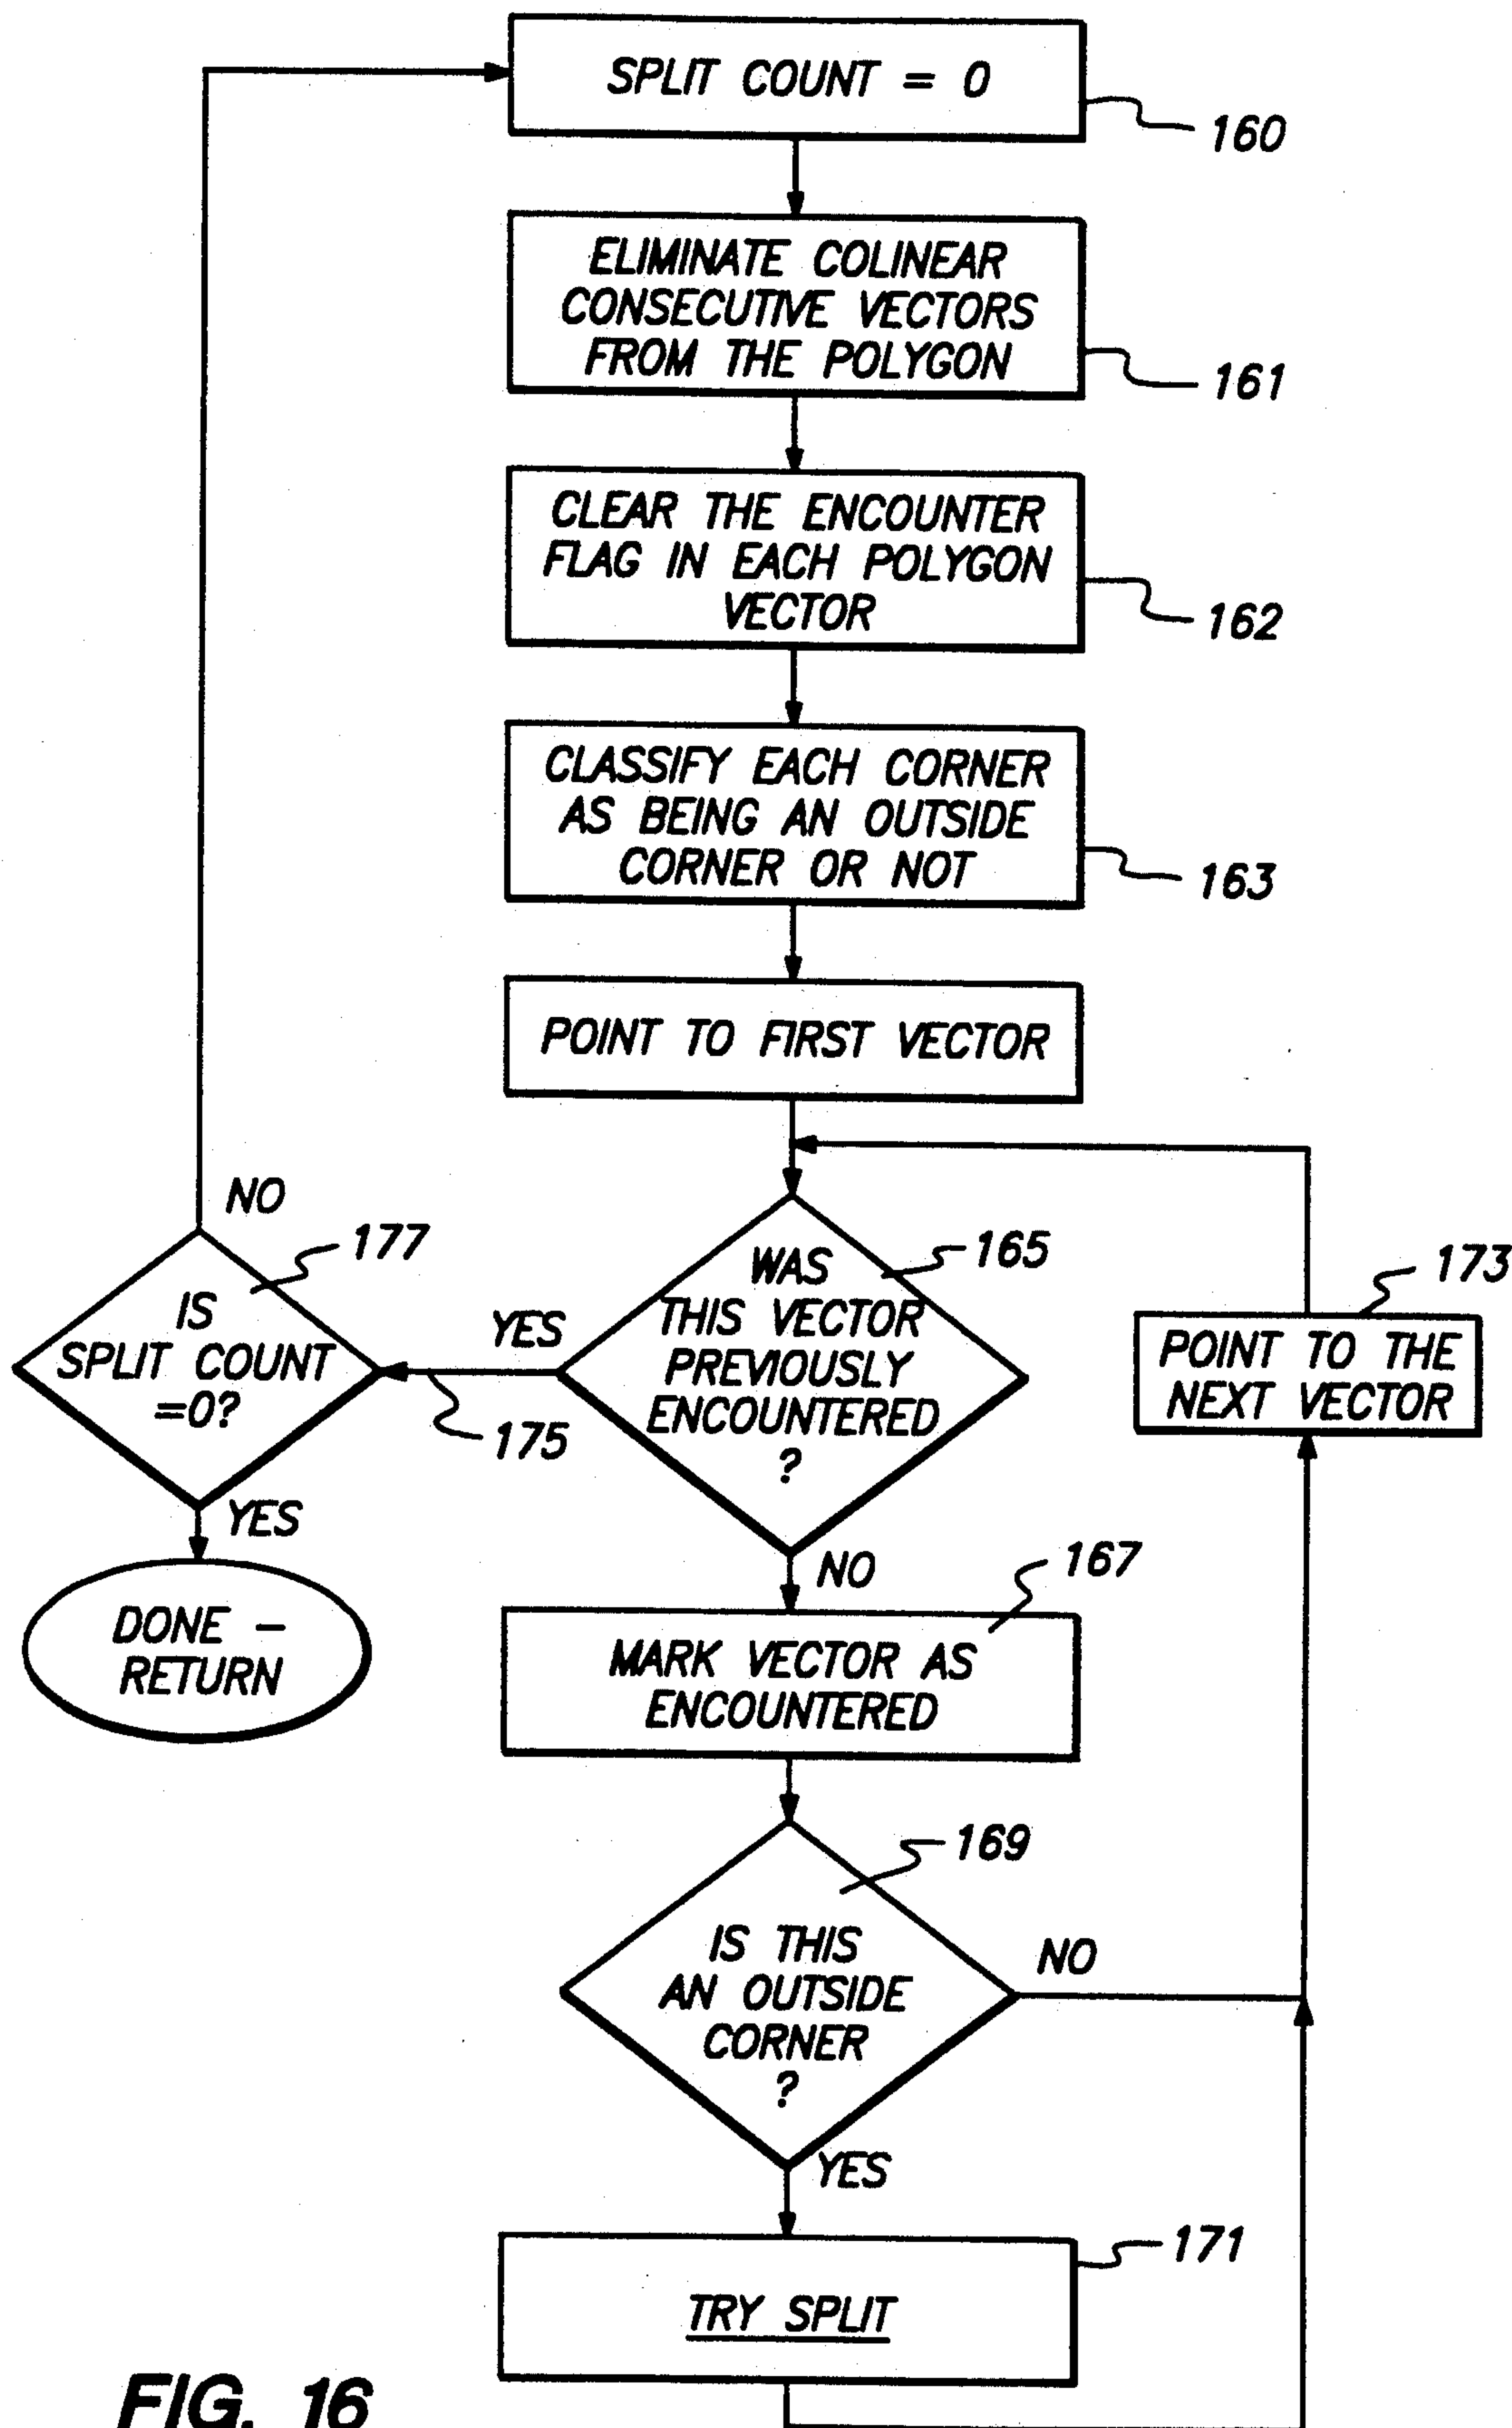 SPLIT COUNT = 0
160
ELIMINATE COLINEAR
CONSECUTIVE VECTORS
FROM THE POLYGON
161
CLEAR THE ENCOUNTER
FLAG IN EACH POLYGON
VECTOR
162
CLASSIFY EACH CORNER
AS BEING AN OUTSIDE
CORNER OR NOT
163
POINT TO FIRST VECTOR
NO
177
IS
SPLIT COUNT
=0?
YES
175
YES
DONE –
RETURN
165
WAS
THIS VECTOR
PREVIOUSLY
ENCOUNTERED
?
173
POINT TO THE
NEXT VECTOR
NO
167
MARK VECTOR AS
ENCOUNTERED
169
IS THIS
AN OUTSIDE
CORNER
?
NO
YES
171
TRY SPLIT
FIG. 16